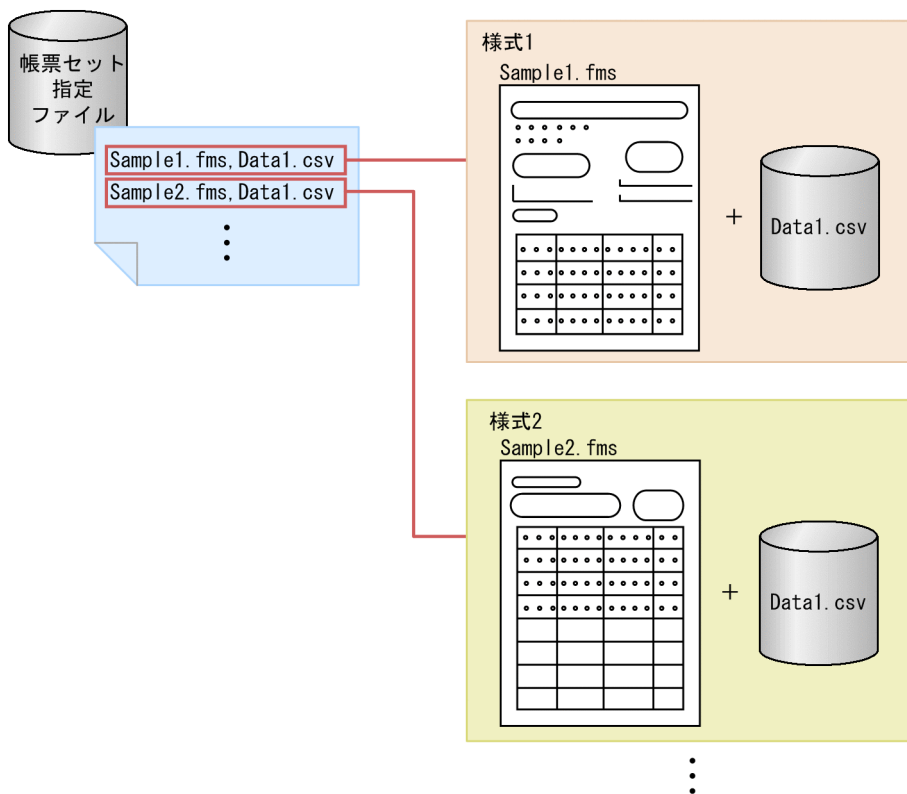 帳票セット
指定
ファイル
Sample1.fms,Data1.csv
Sample2.fms,Data1.csv
様式1
Sample1.fms
+
Data1.csv
様式2
Sample2.fms
+
Data1.csv